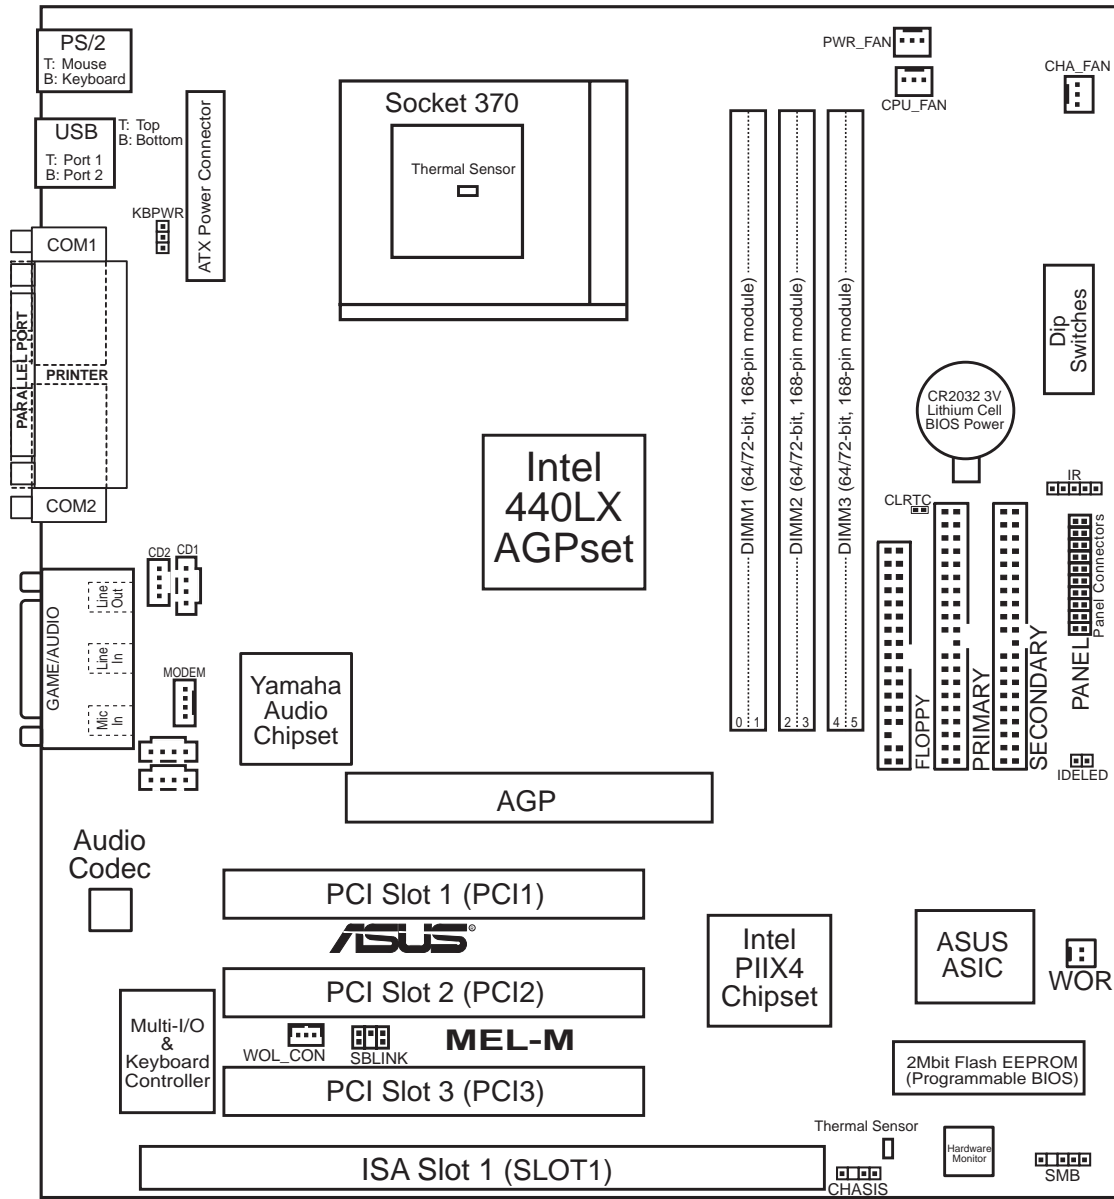 PS/2
T: Mouse
B: Keyboard
USB
T: Port 1
B: Port 2
T: Top
B: Bottom
KBPWR
ATX Power Connector
Socket 370
Thermal Sensor
PWR_FAN
CPU_FAN
CHA_FAN
COM1
PARALLEL PORT
PRINTER
COM2
DIMM1 (64/72-bit, 168-pin module)
DIMM2 (64/72-bit, 168-pin module)
DIMM3 (64/72-bit, 168-pin module)
0 1
2 3
4 5
Dip
Switches
CR2032 3V
Lithium Cell
BIOS Power
Intel
440LX
AGPset
CLRTC
IR
Panel Connectors
PANEL
FLOPPY
PRIMARY
SECONDARY
IDELED
CD2
CD1
GAME/AUDIO
Line
Out
Line
In
Mic
In
MODEM
Yamaha
Audio
Chipset
AGP
Audio
Codec
PCI Slot 1 (PCI1)
ASUS®
PCI Slot 2 (PCI2)
Intel
PIIX4
Chipset
ASUS
ASIC
WOR
Multi-I/O
&
Keyboard
Controller
WOL_CON
SBLINK
MEL-M
PCI Slot 3 (PCI3)
2Mbit Flash EEPROM
(Programmable BIOS)
Thermal Sensor
Hardware
Monitor
ISA Slot 1 (SLOT1)
CHASIS
SMB